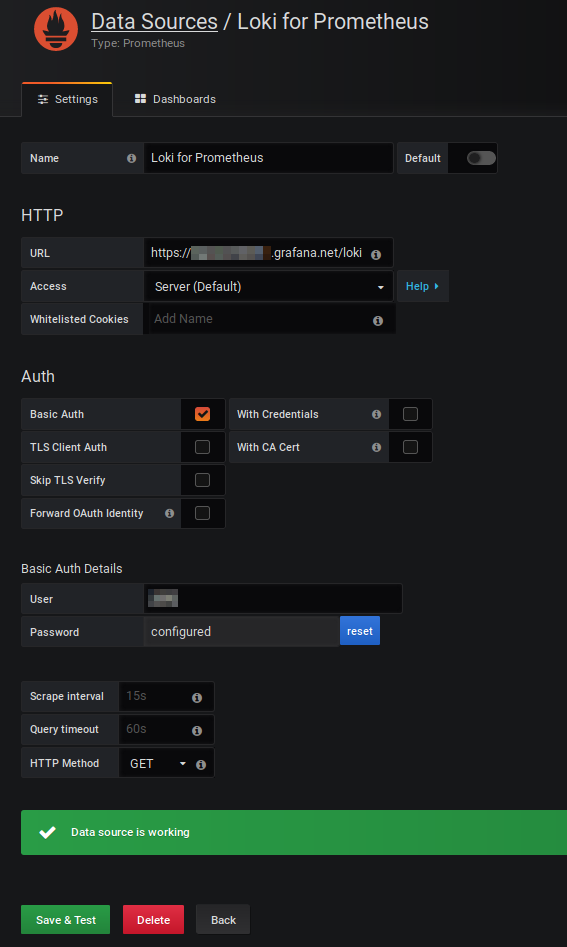 Data Sources / Loki for Prometheus
Type: Prometheus
Settings Dashboards
Name Loki for Prometheus Default
HTTP
URL https:// .grafana.net/loki
Access Server (Default) Help
Whitelisted Cookies Add Name
Auth
Basic Auth With Credentials
TLS Client Auth With CA Cert
Skip TLS Verify
Forward OAuth Identity
Basic Auth Details
User
Password configured reset
Scrape interval 15s
Query timeout 60s
HTTP Method GET
Data source is working
Save & Test Delete Back